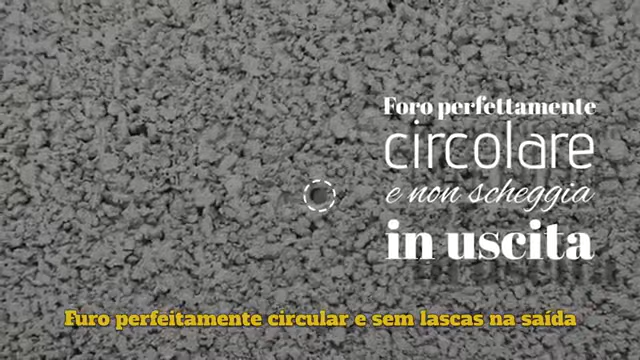 Foro perfettamente
circolare
e non scheggia
in uscita
Furo perfeitamente circular e sem lascas na saída